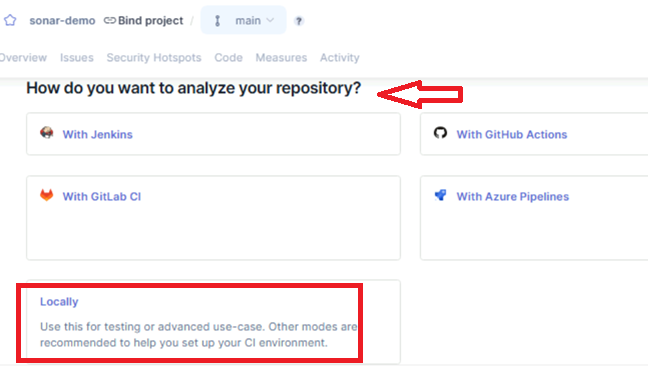 sonar-demo Bind project / main ?
Overview Issues Security Hotspots Code Measures Activity
How do you want to analyze your repository?
With Jenkins With GitHub Actions
With GitLab CI With Azure Pipelines
Locally
Use this for testing or advanced use-case. Other modes are
recommended to help you set up your CI environment.